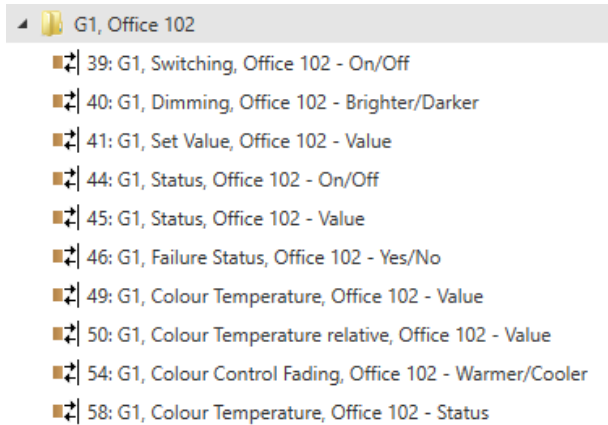 G1, Office 102
39: G1, Switching, Office 102 - On/Off
40: G1, Dimming, Office 102 - Brighter/Darker
41: G1, Set Value, Office 102 - Value
44: G1, Status, Office 102 - On/Off
45: G1, Status, Office 102 - Value
46: G1, Failure Status, Office 102 - Yes/No
49: G1, Colour Temperature, Office 102 - Value
50: G1, Colour Temperature relative, Office 102 - Value
54: G1, Colour Control Fading, Office 102 - Warmer/Cooler
58: G1, Colour Temperature, Office 102 - Status